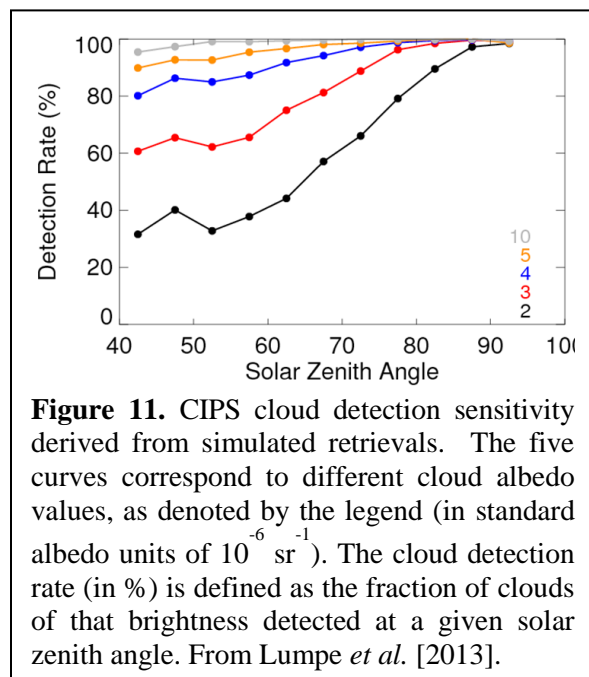 100
80
60
40
20
0
Detection Rate (%)
10
5
4
3
2
40 50 60 70 80 90 100
Solar Zenith Angle
Figure 11. CIPS cloud detection sensitivity
derived from simulated retrievals. The five
curves correspond to different cloud albedo
values, as denoted by the legend (in standard
albedo units of 10⁻⁶ sr⁻¹). The cloud detection
rate (in %) is defined as the fraction of clouds
of that brightness detected at a given solar
zenith angle. From Lumpe et al. [2013].